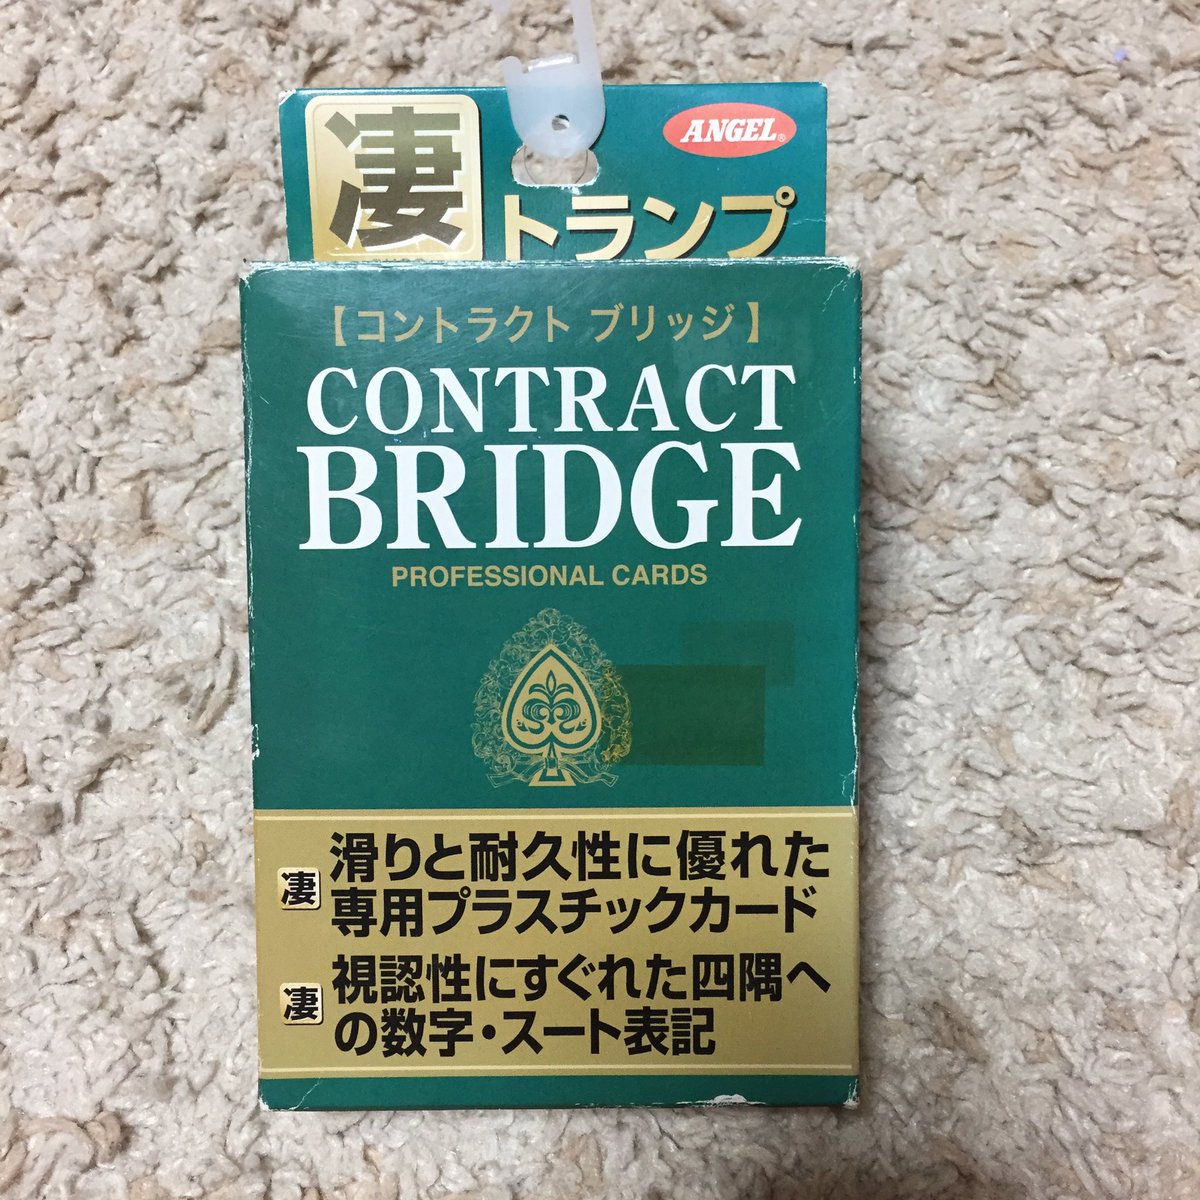 凄
ANGEL®
トランプ
【コントラクト ブリッジ】
CONTRACT
BRIDGE
PROFESSIONAL CARDS
凄 滑りと耐久性に優れた
専用プラスチックカード
凄 視認性にすぐれた四隅へ
の数字・スート表記